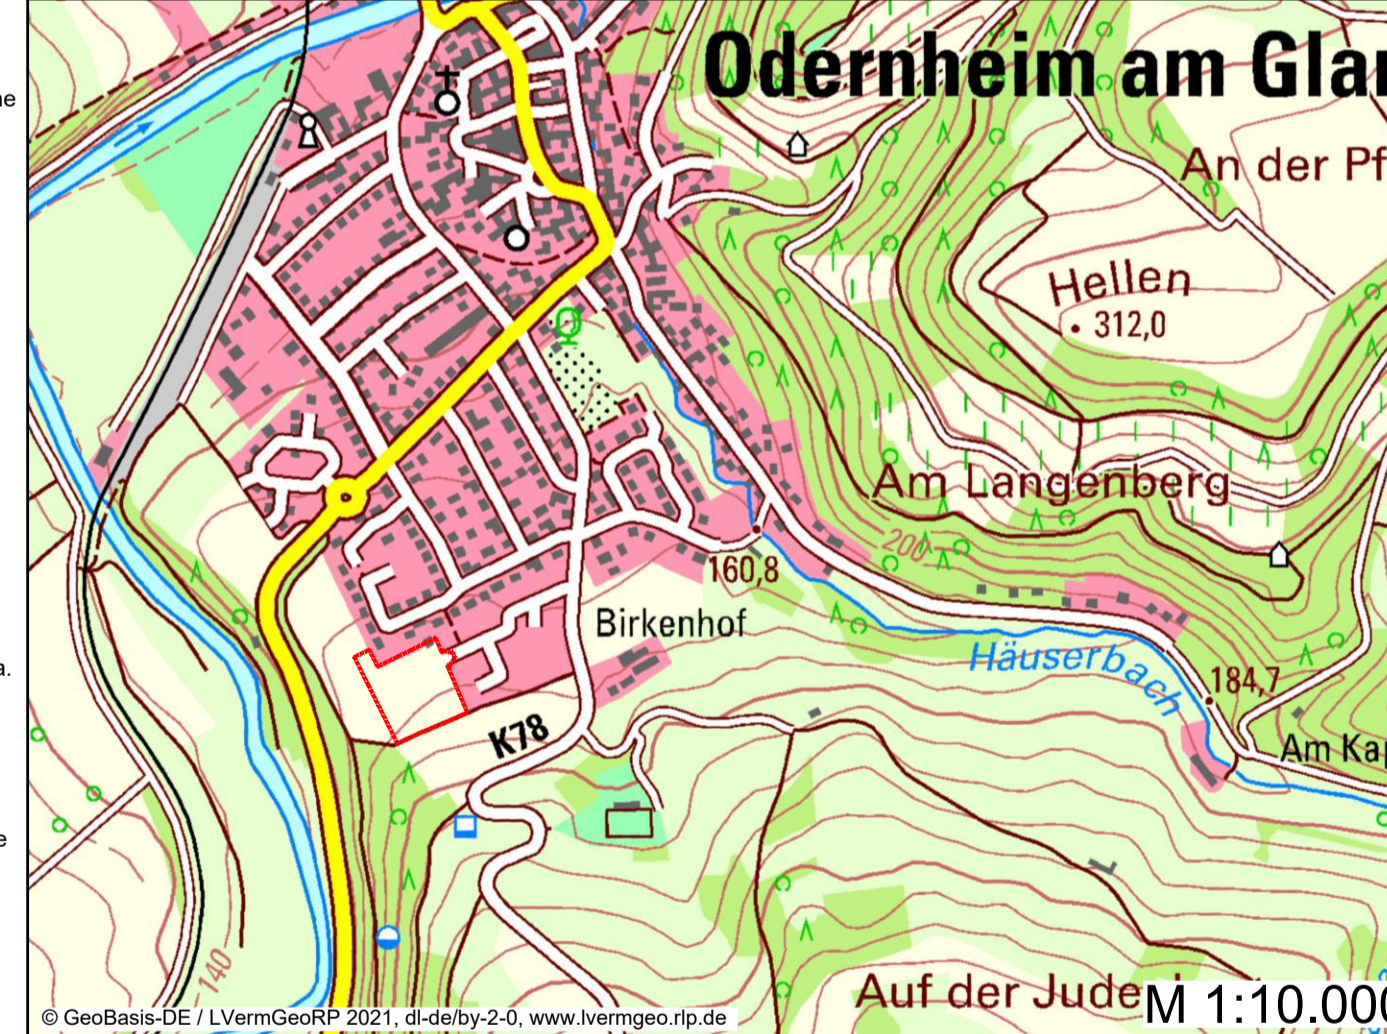 Odernheim am Glan
An der Pf
Hellen
312,0
Am Langenberg
200
160,8
Birkenhof
Häuserbach
184,7
K78
Am Kap
140
Auf der Jude
M 1:10.000
© GeoBasis-DE / LVermGeoRP 2021, dl-de/by-2-0, www.lvermgeo.rlp.de